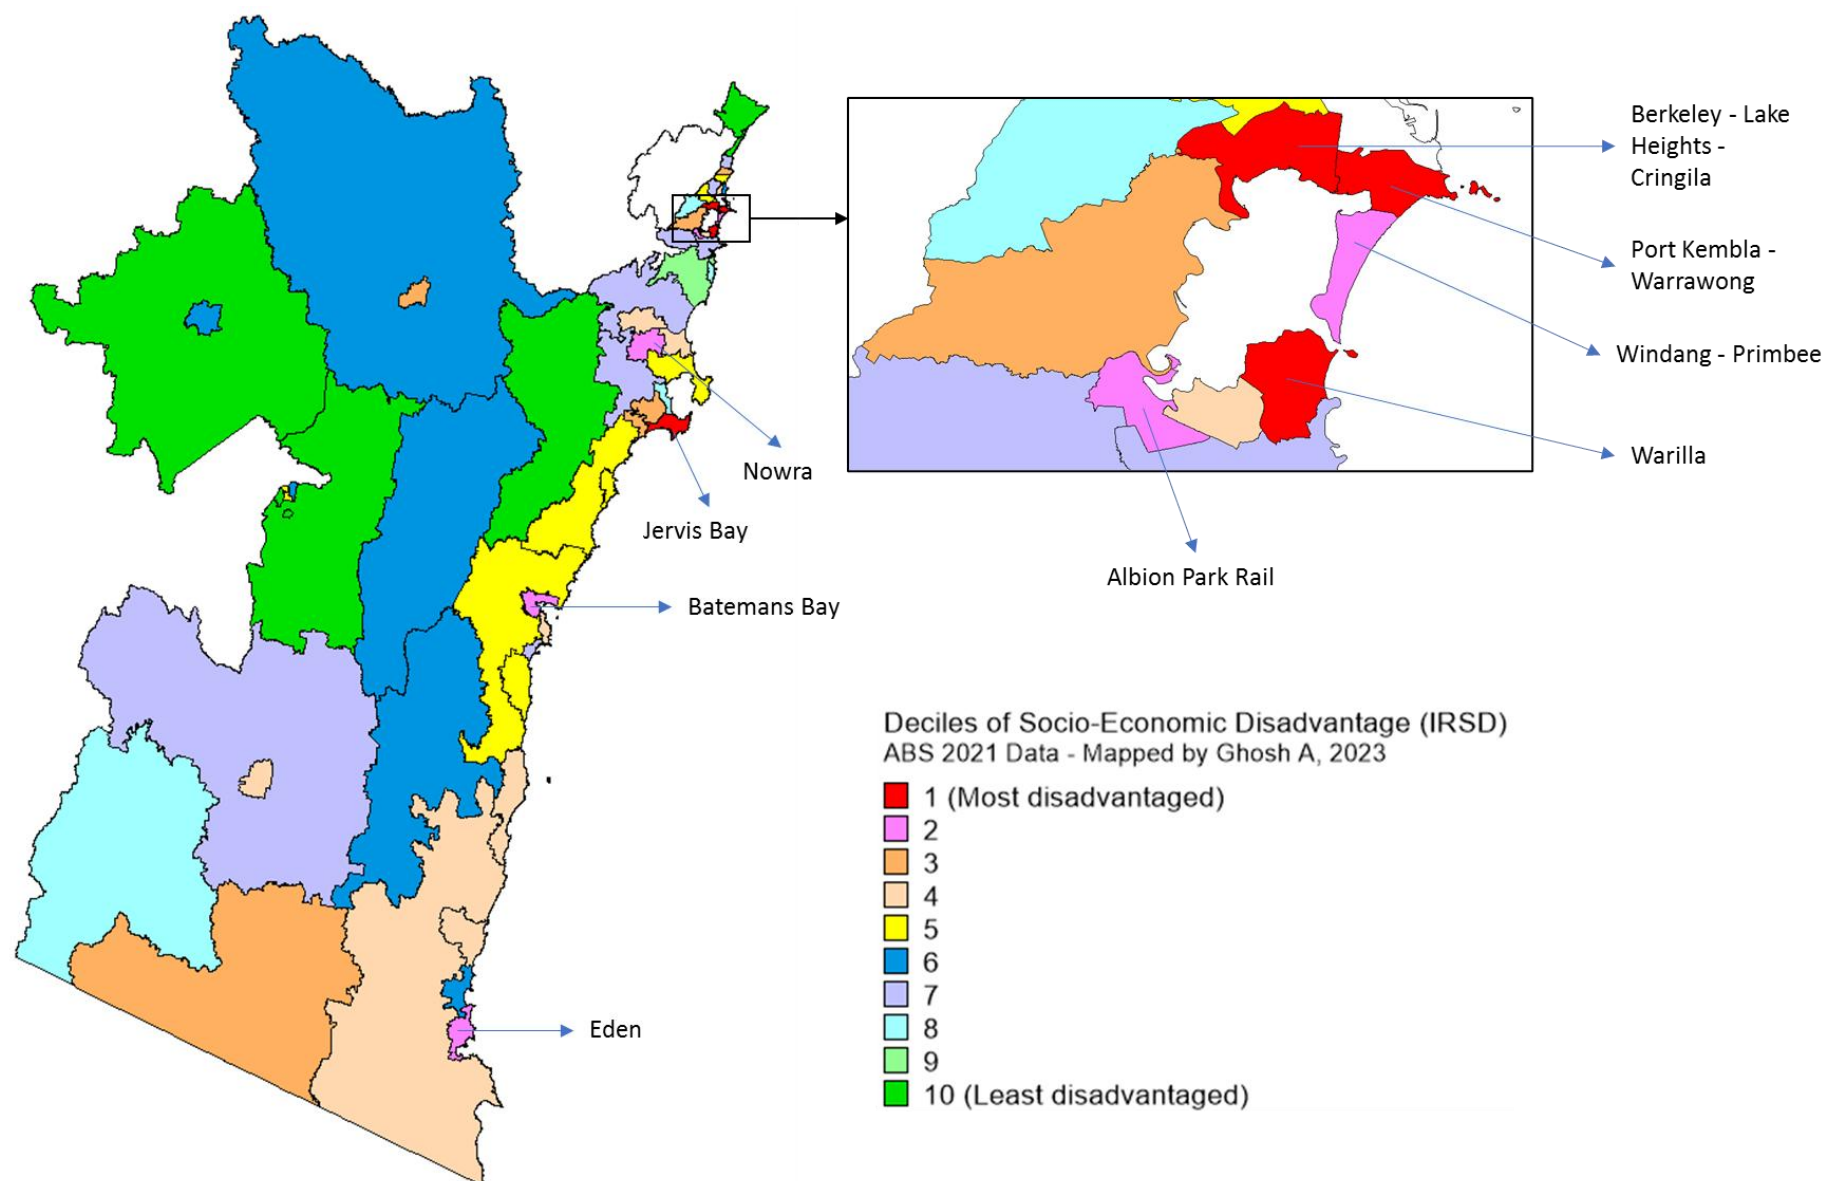 Berkeley - Lake
Heights -
Cringila
Port Kembla -
Warrawong
Windang - Primbee
Warilla
Albion Park Rail
Nowra
Jervis Bay
Batemans Bay
Eden
Deciles of Socio-Economic Disadvantage (IRSD)
ABS 2021 Data - Mapped by Ghosh A, 2023
1 (Most disadvantaged)
2
3
4
5
6
7
8
9
10 (Least disadvantaged)